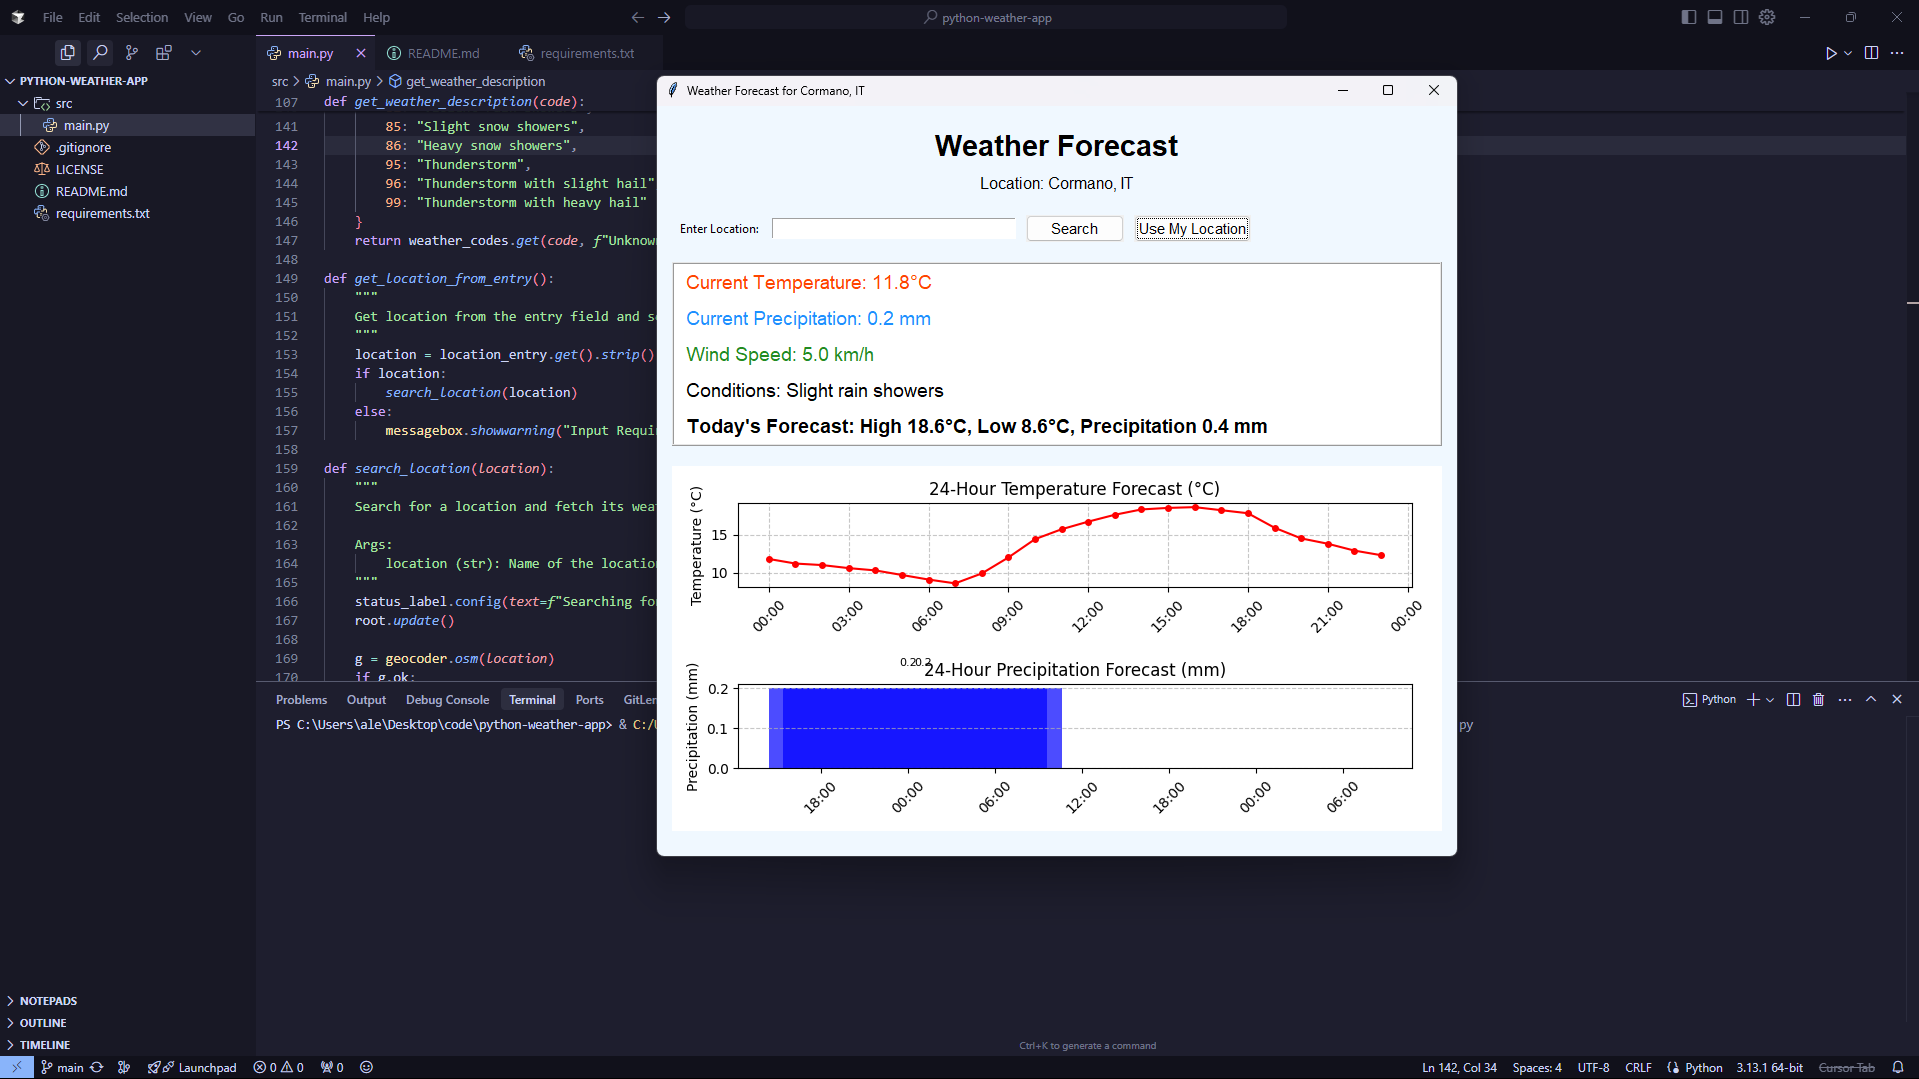 File Edit Selection View Go Run Terminal Help
python-weather-app
main.py
README.md
requirements.txt
PYTHON-WEATHER-APP
src
main.py
.gitignore
LICENSE
README.md
requirements.txt
src > main.py > get_weather_description
107 def get_weather_description(code):
141 85: "Slight snow showers",
142 86: "Heavy snow showers",
143 95: "Thunderstorm",
144 96: "Thunderstorm with slight hail"
145 99: "Thunderstorm with heavy hail"
146 }
147 return weather_codes.get(code, f"Unknow
148
149 def get_location_from_entry():
150 """
151 Get location from the entry field and s
152 """
153 location = location_entry.get().strip()
154 if location:
155 search_location(location)
156 else:
157 messagebox.showwarning("Input Requi
158
159 def search_location(location):
160 """
161 Search for a location and fetch its wea
162
163 Args:
164 location (str): Name of the locatio
165 """
166 status_label.config(text=f"Searching fo
167 root.update()
168
169 g = geocoder.osm(location)
170 if g.ok:
Weather Forecast for Cormano, IT
Weather Forecast
Location: Cormano, IT
Enter Location:
Search
Use My Location
Current Temperature: 11.8°C
Current Precipitation: 0.2 mm
Wind Speed: 5.0 km/h
Conditions: Slight rain showers
Today's Forecast: High 18.6°C, Low 8.6°C, Precipitation 0.4 mm
24-Hour Temperature Forecast (°C)
Temperature (°C)
15
10
00:00 03:00 06:00 09:00 12:00 15:00 18:00 21:00 00:00
0.2 0.2
24-Hour Precipitation Forecast (mm)
Precipitation (mm)
0.2
0.1
0.0
18:00 00:00 06:00 12:00 18:00 00:00 06:00
Problems Output Debug Console Terminal Ports GitLen
Python
PS C:\Users\ale\Desktop\code\python-weather-app> & C:/
py
Ctrl+K to generate a command
NOTEPADS
OUTLINE
TIMELINE
main Launchpad 0 0 0
Ln 142, Col 34 Spaces: 4 UTF-8 CRLF Python 3.13.1 64-bit Cursor Tab